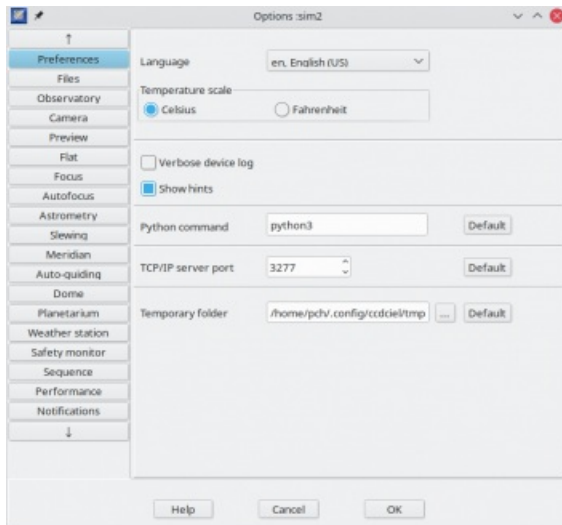 Options :sim2
↑
Preferences
Files
Observatory
Camera
Preview
Flat
Focus
Autofocus
Astrometry
Slewing
Meridian
Auto-guiding
Dome
Planetarium
Weather station
Safety monitor
Sequence
Performance
Notifications
↓
Language en, English (US)
Temperature scale
Celsius Fahrenheit
Verbose device log
Show hints
Python command python3 Default
TCP/IP server port 3277 Default
Temporary folder /home/pch/.config/ccdciel/tmp ... Default
Help Cancel OK